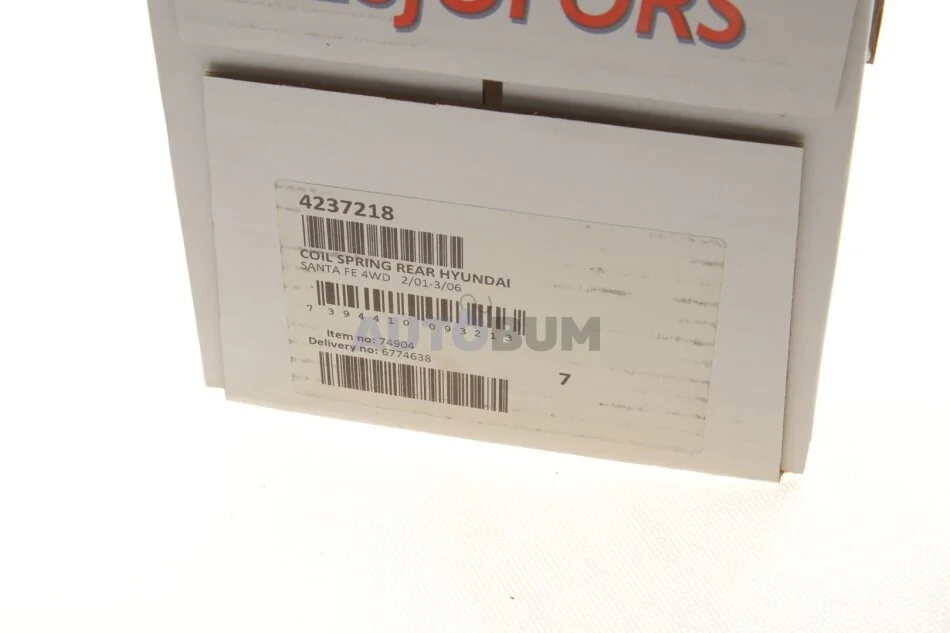 JOFORS
4237218
COIL SPRING REAR HYUNDAI
SANTA FE 4WD 2/01-3/06
7 394410 093213
AUTOBUM
Item no: 74904
Delivery no: 6774638
7